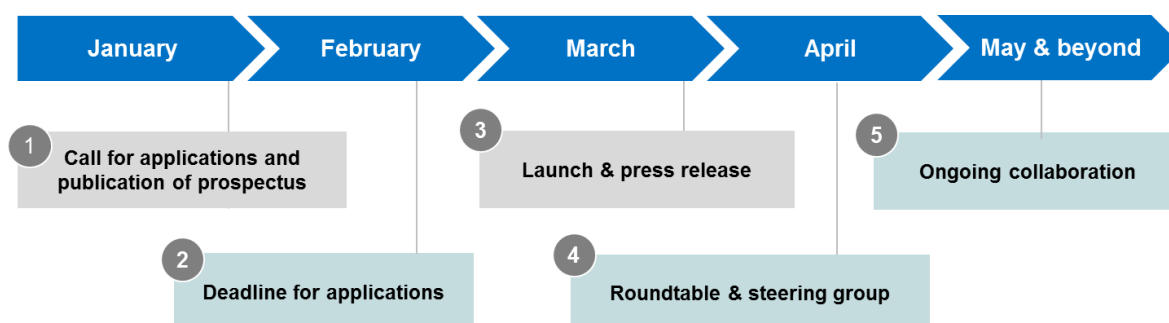 January
February
March
April
May & beyond
1
Call for applications and
publication of prospectus
2
Deadline for applications
3
Launch & press release
4
Roundtable & steering group
5
Ongoing collaboration